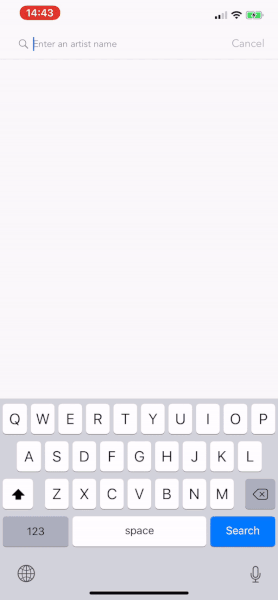 14:43
Enter an artist name Cancel
Q W E R T Y U I O P
A S D F G H J K L
Z X C V B N M
123 space Search